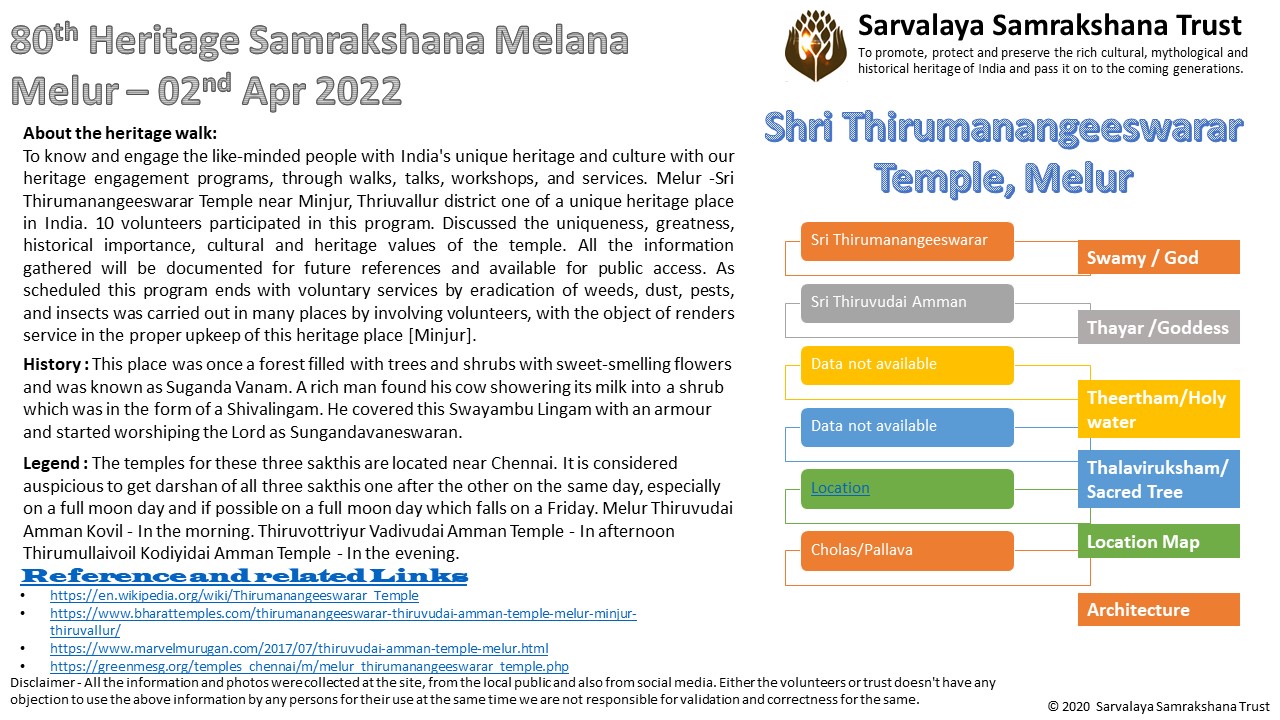 80th Heritage Samrakshana Melana
Melur – 02nd Apr 2022
Sarvalaya Samrakshana Trust
To promote, protect and preserve the rich cultural, mythological and
historical heritage of India and pass it on to the coming generations.
About the heritage walk:
To know and engage the like-minded people with India's unique heritage and culture with our
heritage engagement programs, through walks, talks, workshops, and services. Melur -Sri
Thirumanangeeswarar Temple near Minjur, Thriuvallur district one of a unique heritage place
in India. 10 volunteers participated in this program. Discussed the uniqueness, greatness,
historical importance, cultural and heritage values of the temple. All the information
gathered will be documented for future references and available for public access. As
scheduled this program ends with voluntary services by eradication of weeds, dust, pests,
and insects was carried out in many places by involving volunteers, with the object of renders
service in the proper upkeep of this heritage place [Minjur].
History : This place was once a forest filled with trees and shrubs with sweet-smelling flowers
and was known as Suganda Vanam. A rich man found his cow showering its milk into a shrub
which was in the form of a Shivalingam. He covered this Swayambu Lingam with an armour
and started worshiping the Lord as Sungandavaneswaran.
Legend : The temples for these three sakthis are located near Chennai. It is considered
auspicious to get darshan of all three sakthis one after the other on the same day, especially
on a full moon day and if possible on a full moon day which falls on a Friday. Melur Thiruvudai
Amman Kovil - In the morning. Thiruvottriyur Vadivudai Amman Temple - In afternoon
Thirumullaivoil Kodiyidai Amman Temple - In the evening.
Reference and related Links
• https://en.wikipedia.org/wiki/Thirumanangeeswarar_Temple
• https://www.bharattemples.com/thirumanangeeswarar-thiruvudai-amman-temple-melur-minjur-
thiruvallur/
• https://www.marvelmurugan.com/2017/07/thiruvudai-amman-temple-melur.html
• https://greenmesg.org/temples_chennai/m/melur_thirumanangeeswarar_temple.php
Shri Thirumanangeeswarar
Temple, Melur
Sri Thirumanangeeswarar
Swamy / God
Sri Thiruvudai Amman
Thayar /Goddess
Data not available
Theertham/Holy
water
Data not available
Thalaviruksham/
Sacred Tree
Location
Location Map
Cholas/Pallava
Architecture
Disclaimer - All the information and photos were collected at the site, from the local public and also from social media. Either the volunteers or trust doesn't have any
objection to use the above information by any persons for their use at the same time we are not responsible for validation and correctness for the same.
© 2020 Sarvalaya Samrakshana Trust